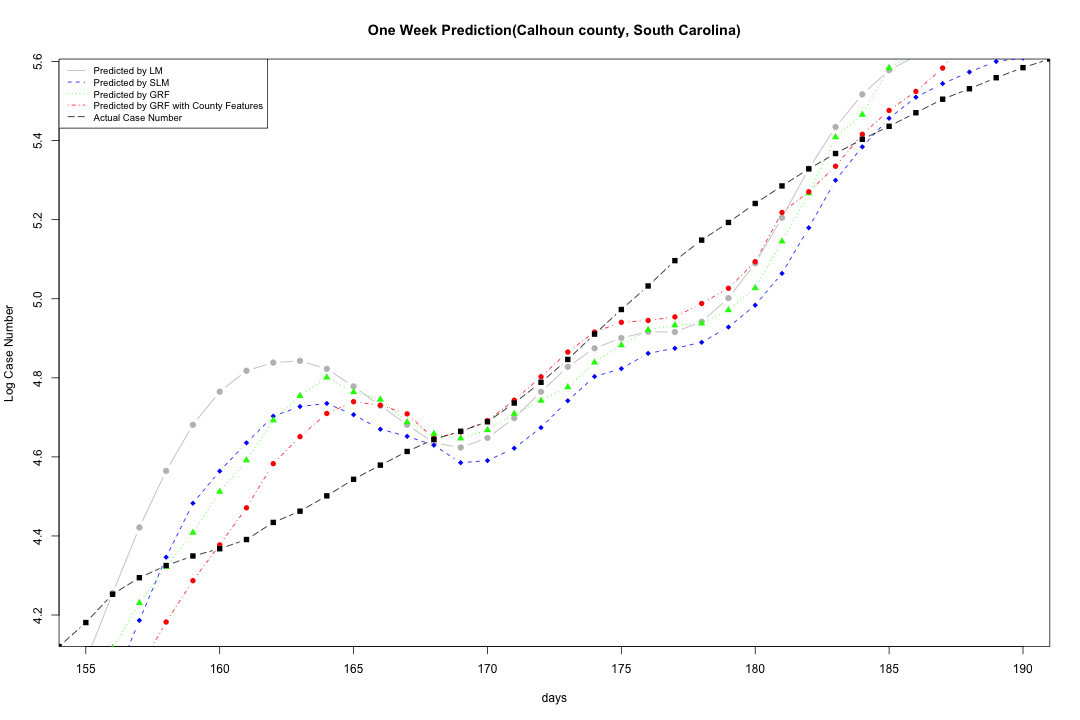 One Week Prediction(Calhoun county, South Carolina)
Predicted by LM
Predicted by SLM
Predicted by GRF
Predicted by GRF with County Features
Actual Case Number
Log Case Number
5.6
5.4
5.2
5.0
4.8
4.6
4.4
4.2
155 160 165 170 175 180 185 190
days